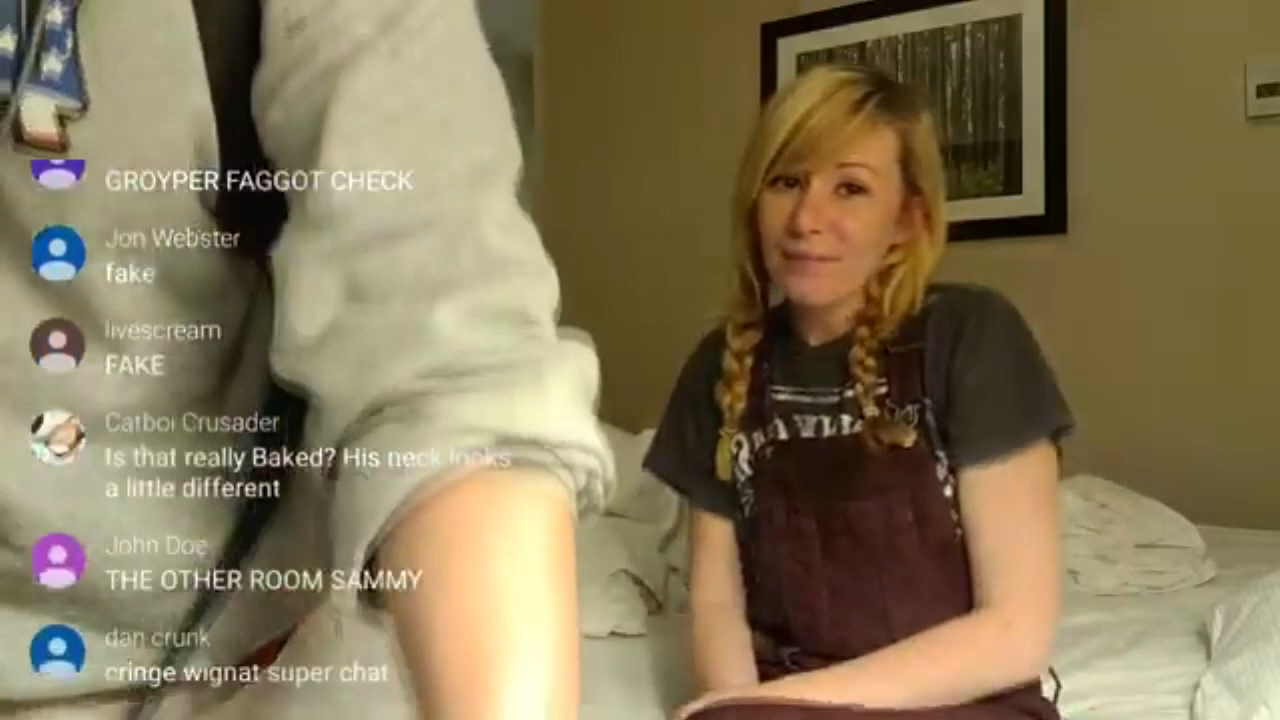 GROYPER FAGGOT CHECK
Jon Webster
fake
livescream
FAKE
Catboi Crusader
Is that really Baked? His neck looks
a little different
John Doe
THE OTHER ROOM SAMMY
dan crunk
cringe wignat super chat